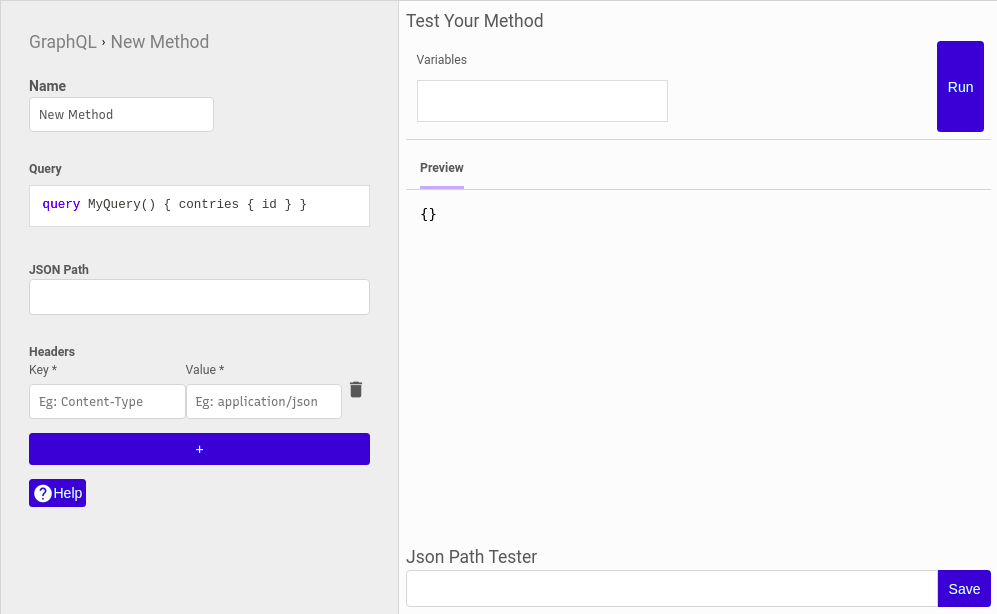 GraphQL › New Method
Name
New Method
Query
query MyQuery() { contries { id } }
JSON Path
Headers
Key * Value *
Eg: Content-Type Eg: application/json
+
Help
Test Your Method
Variables
Run
Preview
{}
Json Path Tester
Save